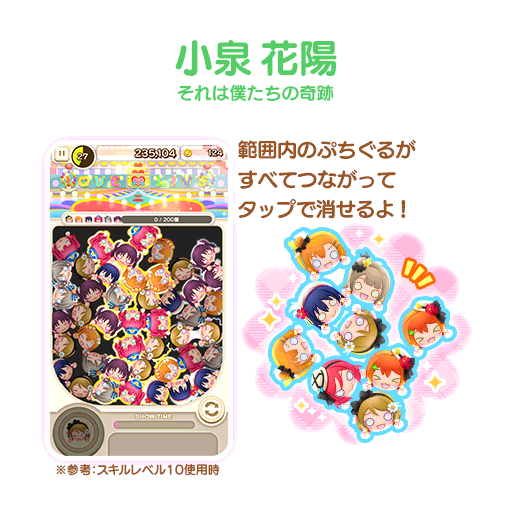 小泉 花陽
それは僕たちの奇跡
範囲内のぷちぐるが
すべてつながって
タップで消せるよ!
27
235,104
124
0 / 200個
SHOW TIME
※参考:スキルレベル10使用時